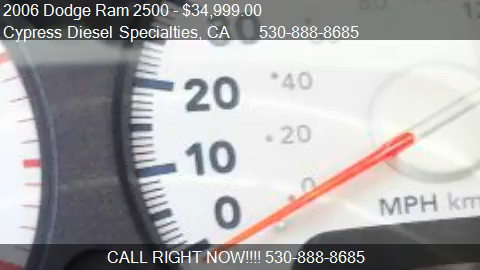 2006 Dodge Ram 2500 - $34,999.00
Cypress Diesel Specialties, CA 530-888-8685
40
20
20
10
0
0
MPH km
CALL RIGHT NOW!!!! 530-888-8685